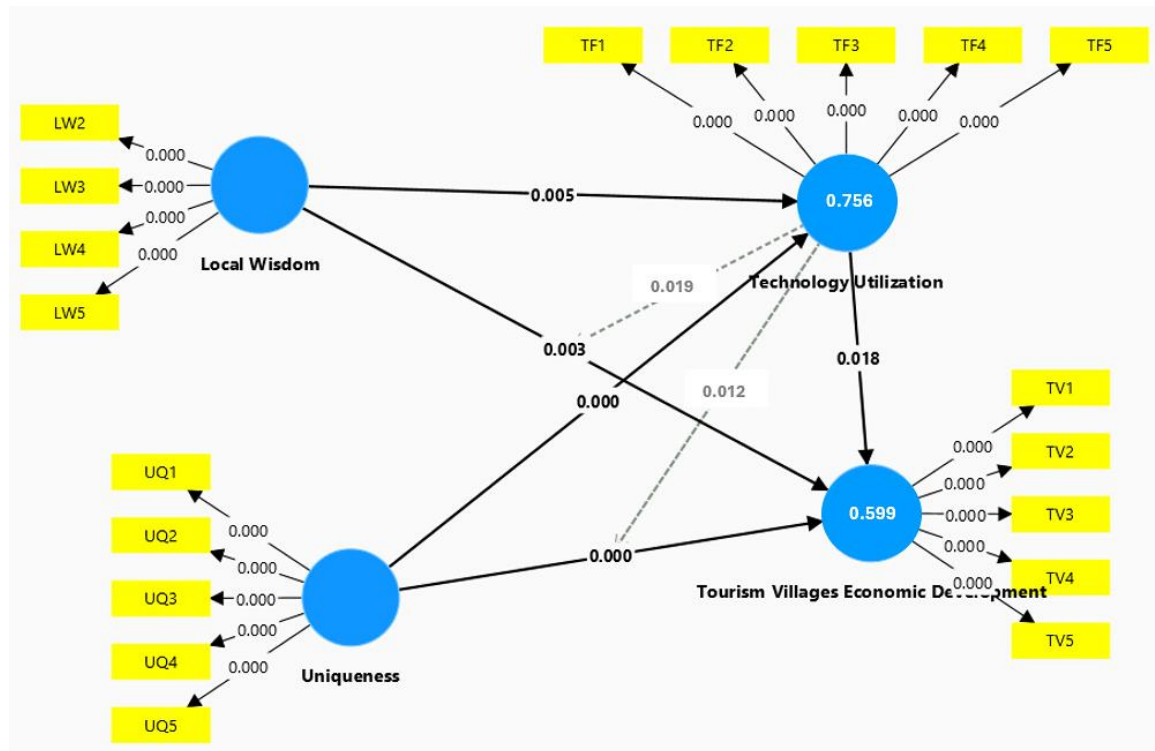 TF1 TF2 TF3 TF4 TF5
0.000 0.000 0.000 0.000 0.000
LW2
LW3
LW4
LW5
0.000
0.000
0.000
0.000
Local Wisdom
0.005
0.756
Technology Utilization
0.019
0.003
0.012
0.000
0.018
0.000
UQ1
UQ2
UQ3
UQ4
UQ5
0.000
0.000
0.000
0.000
0.000
Uniqueness
0.599
Tourism Villages Economic Development
0.000
0.000
0.000
0.000
0.000
TV1
TV2
TV3
TV4
TV5